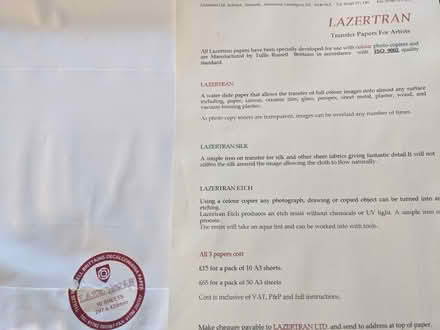 LAZERTRAN
Transfer Papers For Artists
All Lazertran papers have been specially developed for use with colour photo copiers and
are Manufactured by Tullis Russell Brittains in accordance with ISO 9002 quality
standard.
LAZERTRAN
A water slide paper that allows the transfer of full colour images onto almost any surface
including, paper, canvas, ceramic tiles, glass, perspex, sheet metal, plaster, wood, and
vacuum forming plastics.
As photo copy toners are transparent, images can be overlaid any number of times.
LAZERTRAN SILK
A simple iron on transfer for silk and other sheer fabrics giving fantastic detail. It will not
stiffen the silk around the image allowing the cloth to flow naturally
LAZERTRAN ETCH
Using a colour copier any photograph, drawing or copied object can be turned into an
etching.
Lazertran Etch produces an etch resist without chemicals or UV light. A simple iron on
process.
The resist will take an aqua tint and can be worked into with tools.
All 3 papers cost
£15 for a pack of 10 A3 sheets.
£65 for a pack of 50 A3 sheets
Cost is inclusive of VAT, P&P and full instructions.
Make cheques payable to LAZERTRAN LTD. and send to address at top of paper.
BRITTAINS DECALCOMANIA PAPER
10 SHEETS
297 x 420mm